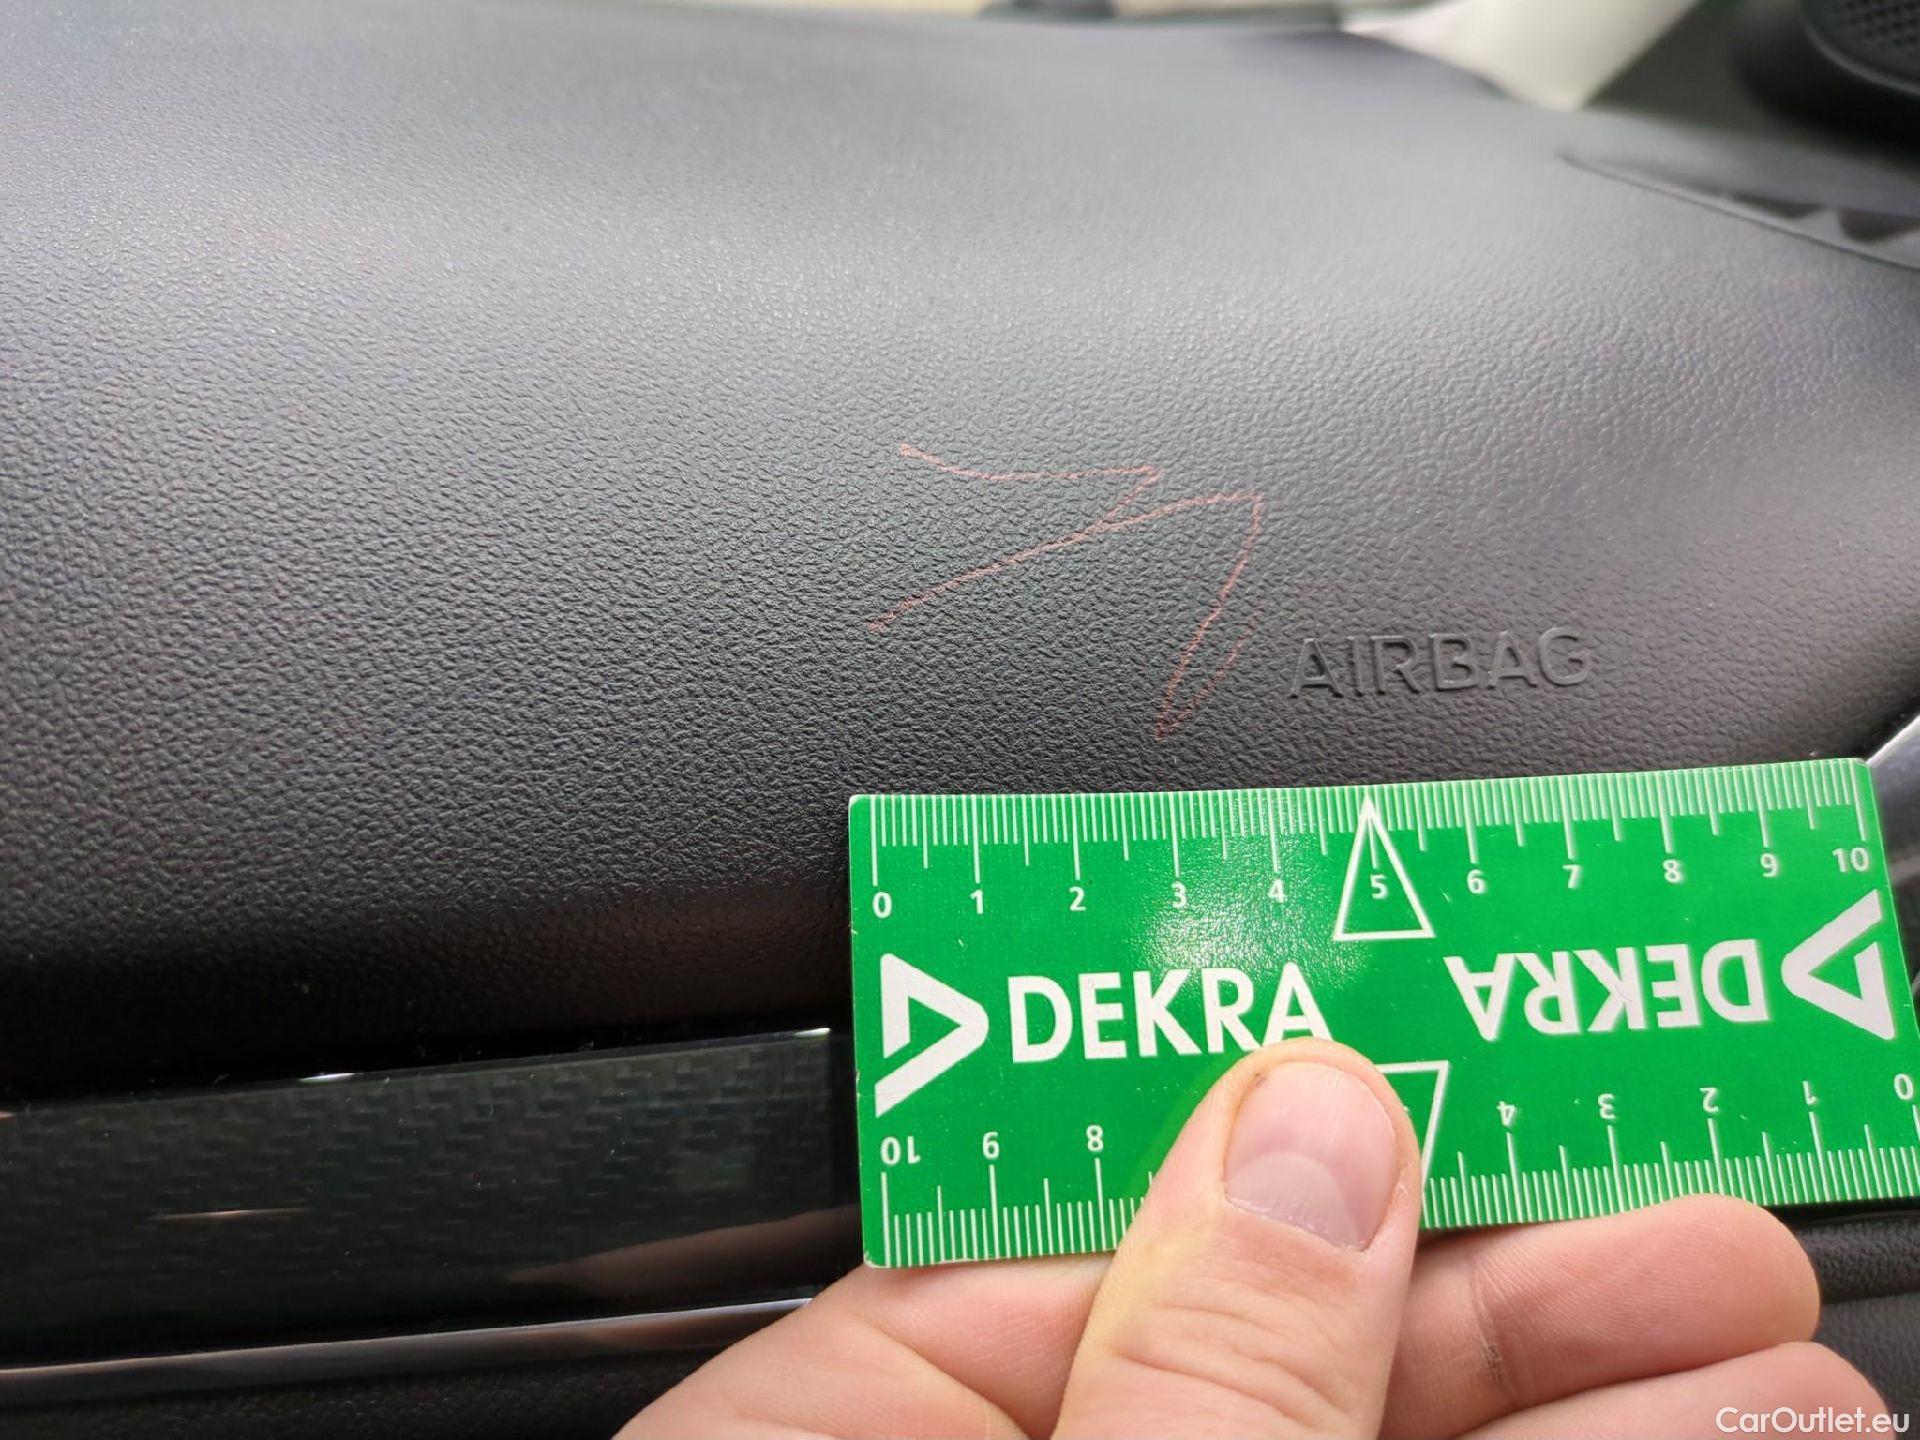 AIRBAG
0 1 2 3 4 5 6 7 8 9 10
DEKRA DEKRA
10 9 8 4 3 2 1 0
CarOutlet.eu